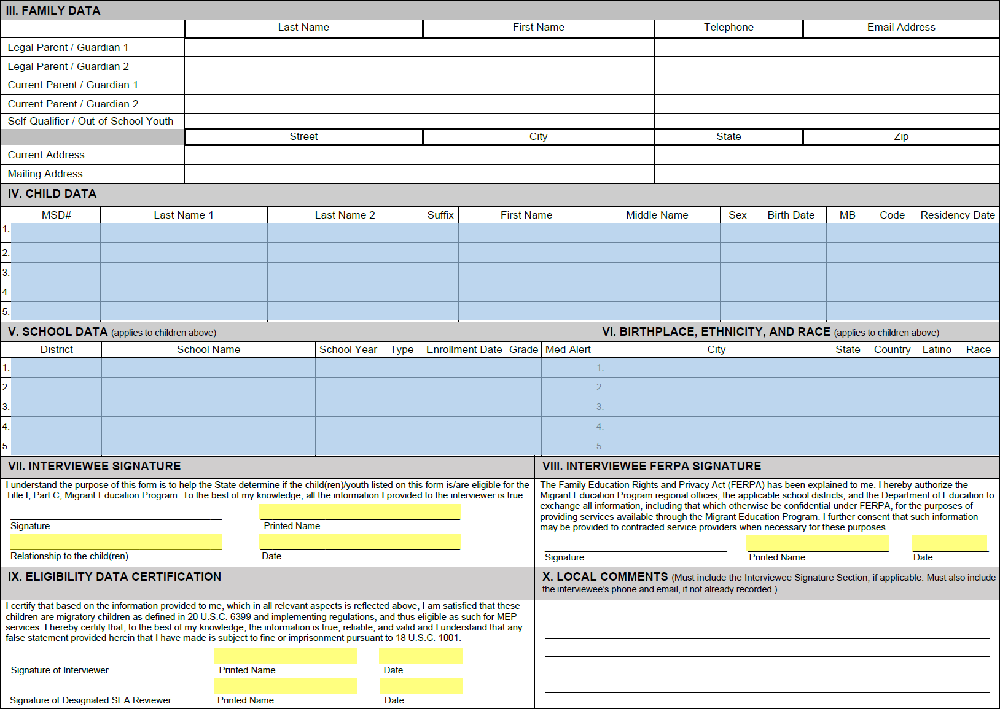 III. FAMILY DATA
Last Name First Name Telephone Email Address
Legal Parent / Guardian 1
Legal Parent / Guardian 2
Current Parent / Guardian 1
Current Parent / Guardian 2
Self-Qualifier / Out-of-School Youth
Street City State Zip
Current Address
Mailing Address
IV. CHILD DATA
MSD# Last Name 1 Last Name 2 Suffix First Name Middle Name Sex Birth Date MB Code Residency Date
1.
2.
3.
4.
5.
V. SCHOOL DATA (applies to children above)
District School Name School Year Type Enrollment Date Grade Med Alert
1.
2.
3.
4.
5.
VI. BIRTHPLACE, ETHNICITY, AND RACE (applies to children above)
City State Country Latino Race
1.
2.
3.
4.
5.
VII. INTERVIEWEE SIGNATURE
I understand the purpose of this form is to help the State determine if the child(ren)/youth listed on this form is/are eligible for the
Title I, Part C, Migrant Education Program. To the best of my knowledge, all the information I provided to the interviewer is true.
Signature Printed Name
Relationship to the child(ren) Date
VIII. INTERVIEWEE FERPA SIGNATURE
The Family Education Rights and Privacy Act (FERPA) has been explained to me. I hereby authorize the
Migrant Education Program regional offices, the applicable school districts, and the Department of Education to
exchange all information, including that which otherwise be confidential under FERPA, for the purposes of
providing services available through the Migrant Education Program. I further consent that such information
may be provided to contracted service providers when necessary for these purposes.
Signature Printed Name Date
IX. ELIGIBILITY DATA CERTIFICATION
I certify that based on the information provided to me, which in all relevant aspects is reflected above, I am satisfied that these
children are migratory children as defined in 20 U.S.C. 6399 and implementing regulations, and thus eligible as such for MEP
services. I hereby certify that, to the best of my knowledge, the information is true, reliable, and valid and I understand that any
false statement provided herein that I have made is subject to fine or imprisonment pursuant to 18 U.S.C. 1001.
Signature of Interviewer Printed Name Date
Signature of Designated SEA Reviewer Printed Name Date
X. LOCAL COMMENTS (Must include the Interviewee Signature Section, if applicable. Must also include
the interviewee's phone and email, if not already recorded.)